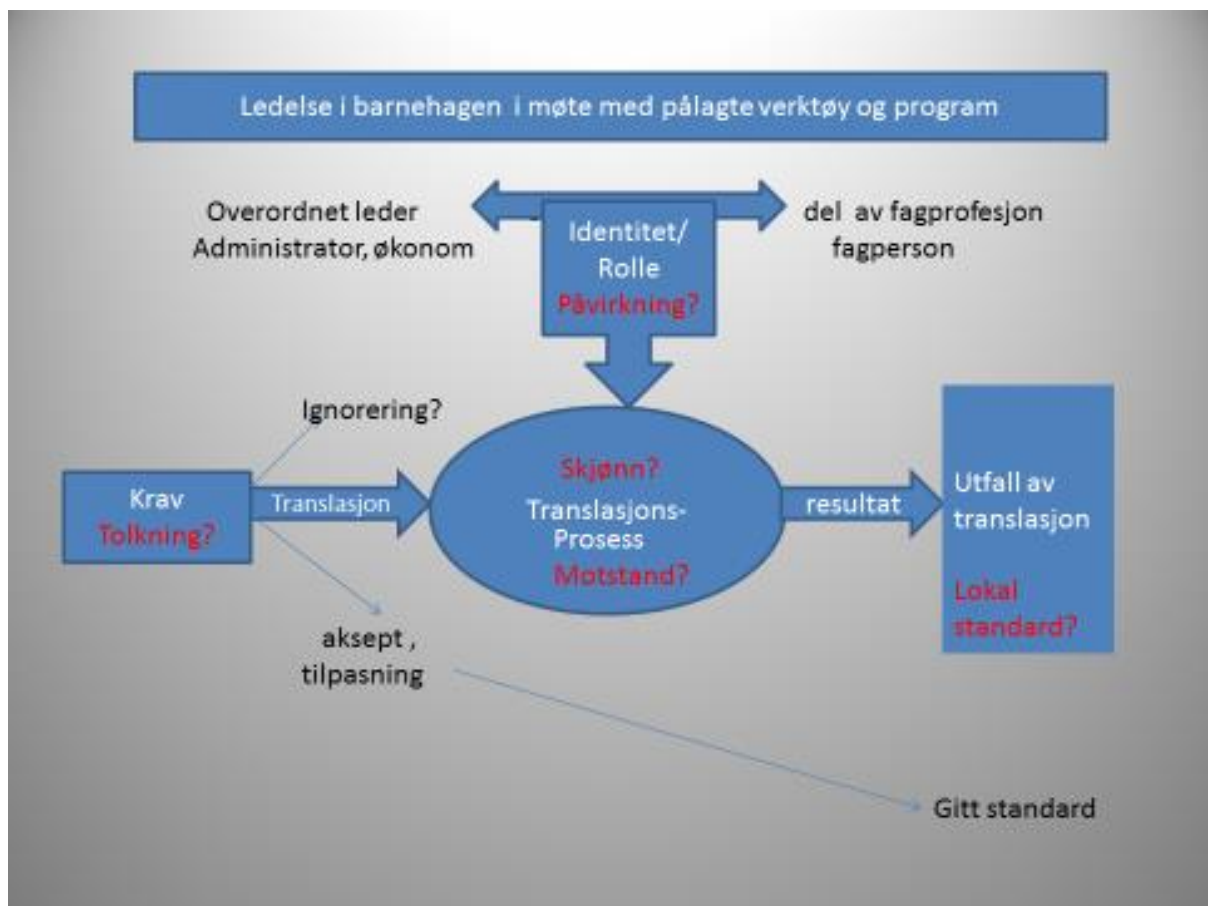 Ledelse i barnehagen i møte med pålagte verktøy og program
Overordnet leder
Administrator, økonom
Identitet/
Rolle
Påvirkning?
del av fagprofesjon
fagperson
Ignorering?
Krav
Tolkning?
Translasjon
Skjønn?
Translasjons-
Prosess
Motstand?
resultat
Utfall av
translasjon
Lokal
standard?
aksept ,
tilpasning
Gitt standard